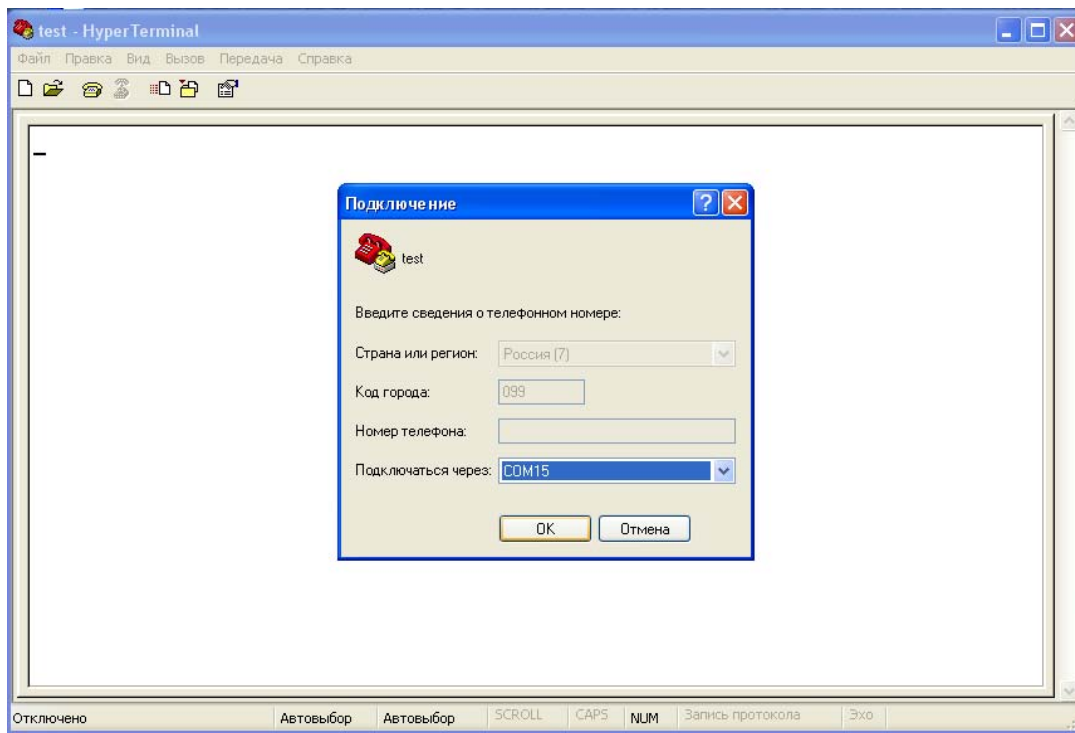 test - HyperTerminal
Файл Правка Вид Вызов Передача Справка
Подключение
test
Введите сведения о телефонном номере:
Страна или регион: Россия (7)
Код города: 099
Номер телефона:
Подключаться через: COM15
OK Отмена
Отключено Автовыбор Автовыбор SCROLL CAPS NUM Запись протокола Эхо